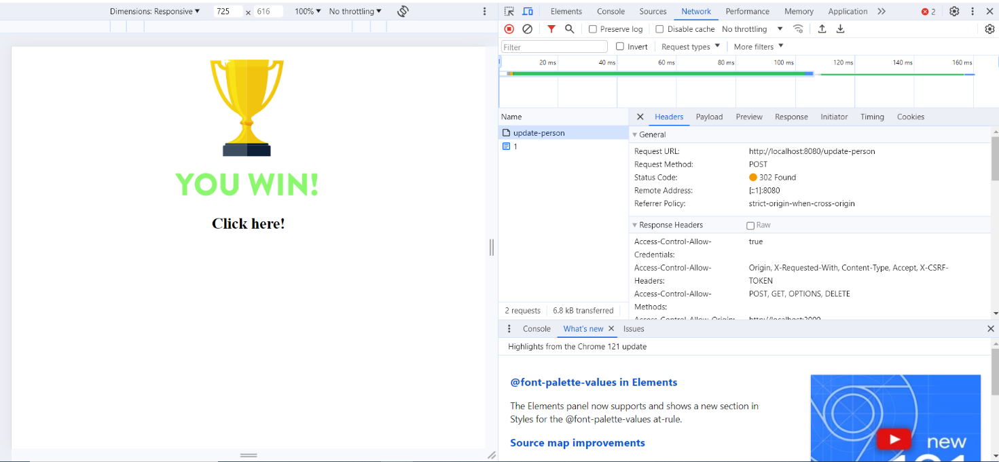 Dimensions: Responsive ▼ 725 x 616 100% ▼ No throttling ▼
YOU WIN!
Click here!
Elements Console Sources Network Performance Memory Application 2
Preserve log Disable cache No throttling ▼
Filter Invert Request types ▼ More filters ▼
20 ms 40 ms 60 ms 80 ms 100 ms 120 ms 140 ms 160 ms
Name
update-person
1
2 requests 6.8 kB transferred
Headers Payload Preview Response Initiator Timing Cookies
General
Request URL: http://localhost:8080/update-person
Request Method: POST
Status Code: 302 Found
Remote Address: [::1]:8080
Referrer Policy: strict-origin-when-cross-origin
Response Headers Raw
Access-Control-Allow- true
Credentials:
Access-Control-Allow- Origin, X-Requested-With, Content-Type, Accept, X-CSRF-
Headers: TOKEN
Access-Control-Allow- POST, GET, OPTIONS, DELETE
Methods:
Access-Control-Allow-Origin: http://localhost:3000
Console What's new Issues
Highlights from the Chrome 121 update
@font-palette-values in Elements
The Elements panel now supports and shows a new section in
Styles for the @font-palette-values at-rule.
Source map improvements
new
121